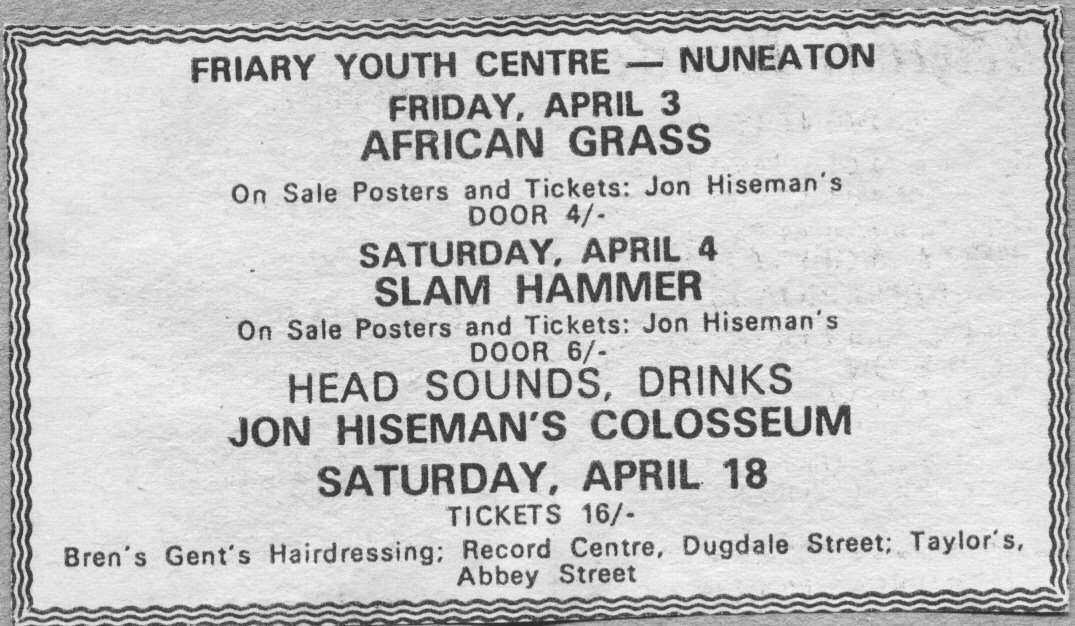 FRIARY YOUTH CENTRE — NUNEATON
FRIDAY, APRIL 3
AFRICAN GRASS
On Sale Posters and Tickets: Jon Hiseman's
DOOR 4/-
SATURDAY, APRIL 4
SLAM HAMMER
On Sale Posters and Tickets: Jon Hiseman's
DOOR 6/-
HEAD SOUNDS, DRINKS
JON HISEMAN'S COLOSSEUM
SATURDAY, APRIL 18
TICKETS 16/-
Bren's Gent's Hairdressing; Record Centre, Dugdale Street; Taylor's,
Abbey Street